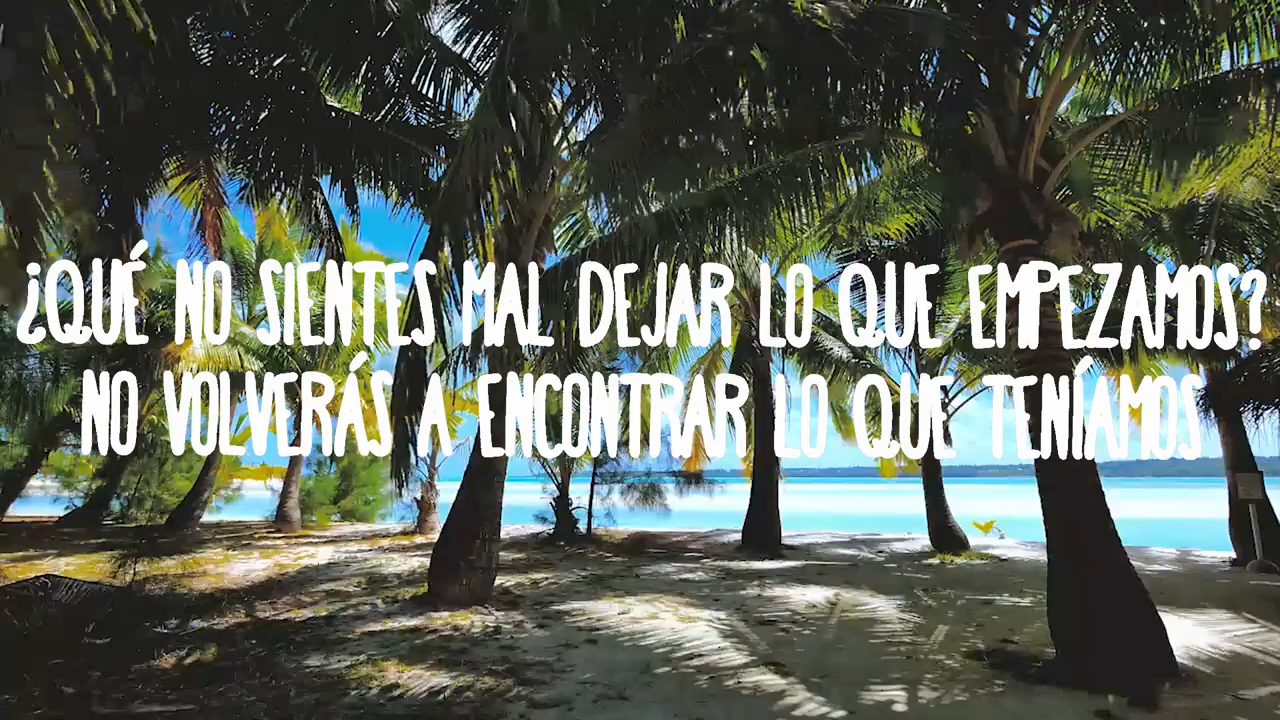 ¿QUÉ NO SIENTES MAL DEJAR LO QUE EMPEZAMOS?
NO VOLVERÁS A ENCONTRAR LO QUE TENÍAMOS